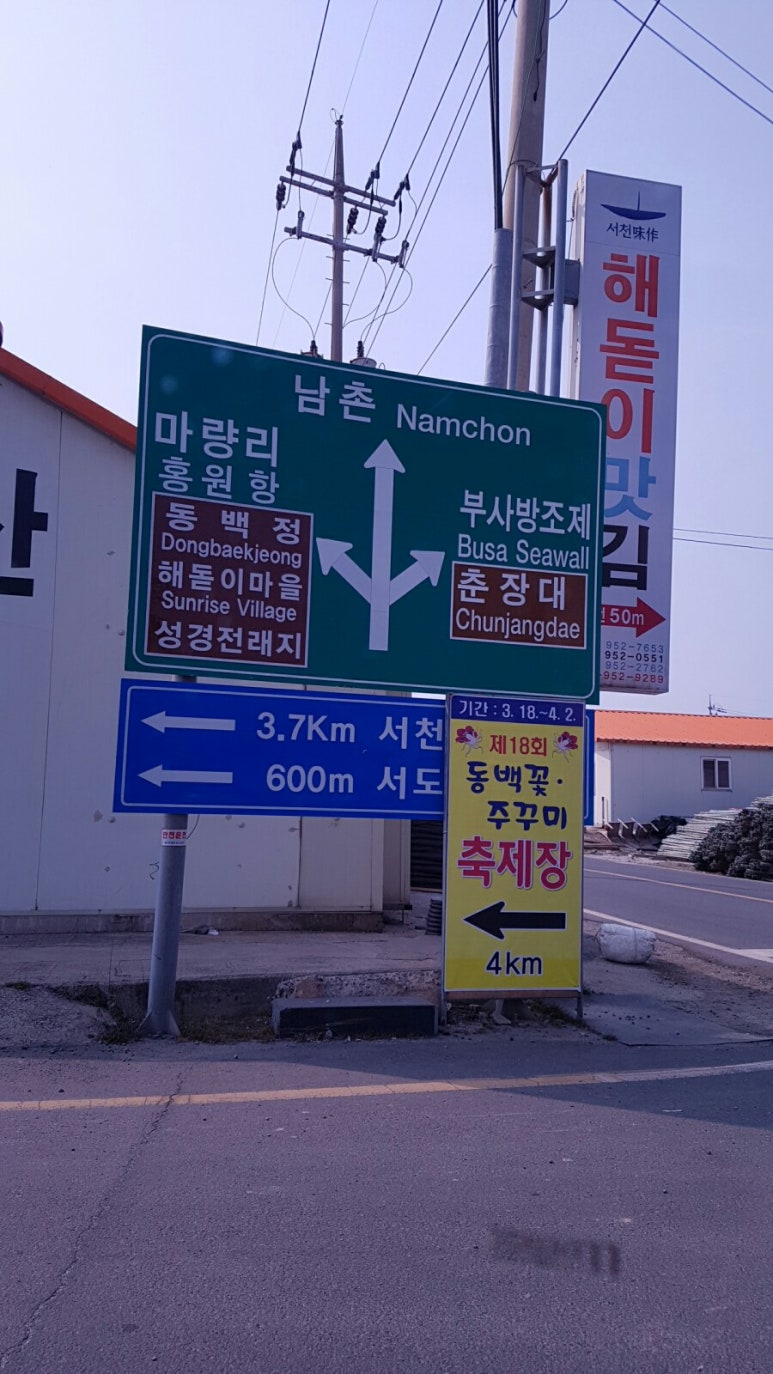 서천味作
해돋이맛김
50m
952-7653
952-0551
952-2762
952-9289
남촌 Namchon
마량리
홍원항
동백정
Dongbaekjeong
해돋이마을
Sunrise Village
성경전래지
부사방조제
Busa Seawall
춘장대
Chunjangdae
3.7Km 서천
600m 서도
기간 : 3. 18.~4. 2.
제18회
동백꽃·
주꾸미
축제장
4km
산